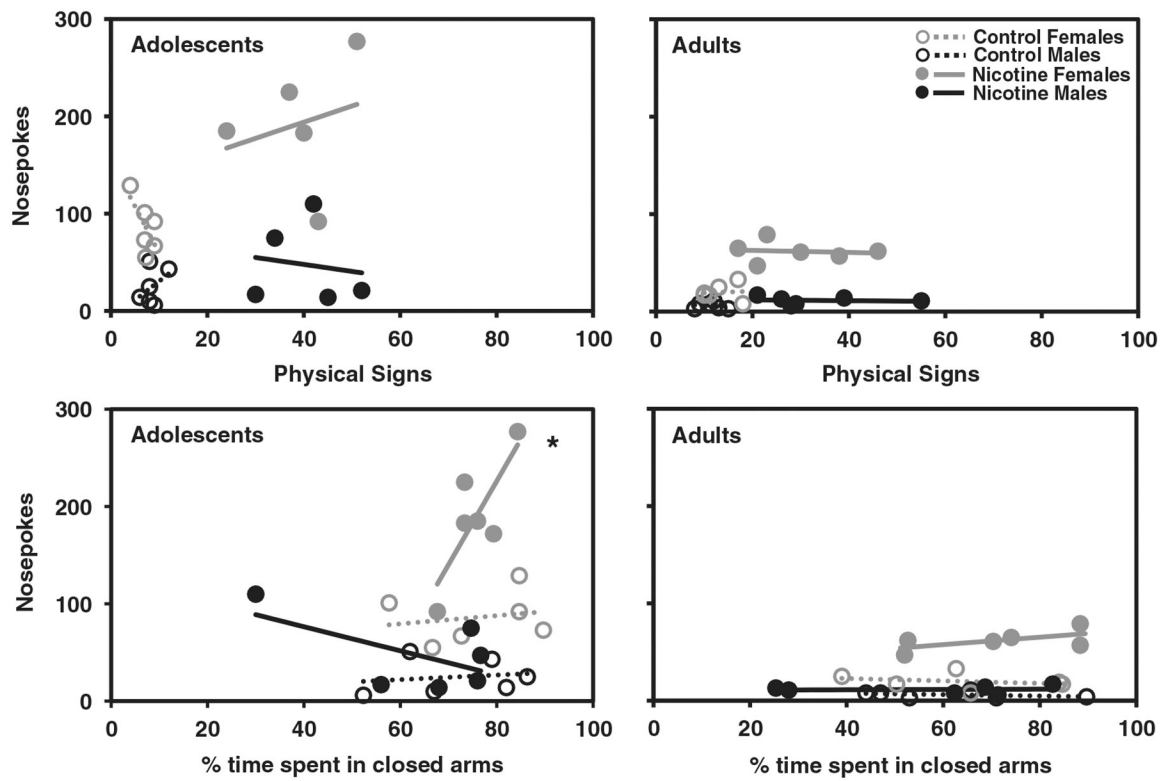 300
200
100
0
Nosepokes
Adolescents
0 20 40 60 80 100
Physical Signs
Adults
Control Females
Control Males
Nicotine Females
Nicotine Males
0 20 40 60 80 100
Physical Signs
300
200
100
0
Nosepokes
Adolescents
*
0 20 40 60 80 100
% time spent in closed arms
Adults
0 20 40 60 80 100
% time spent in closed arms